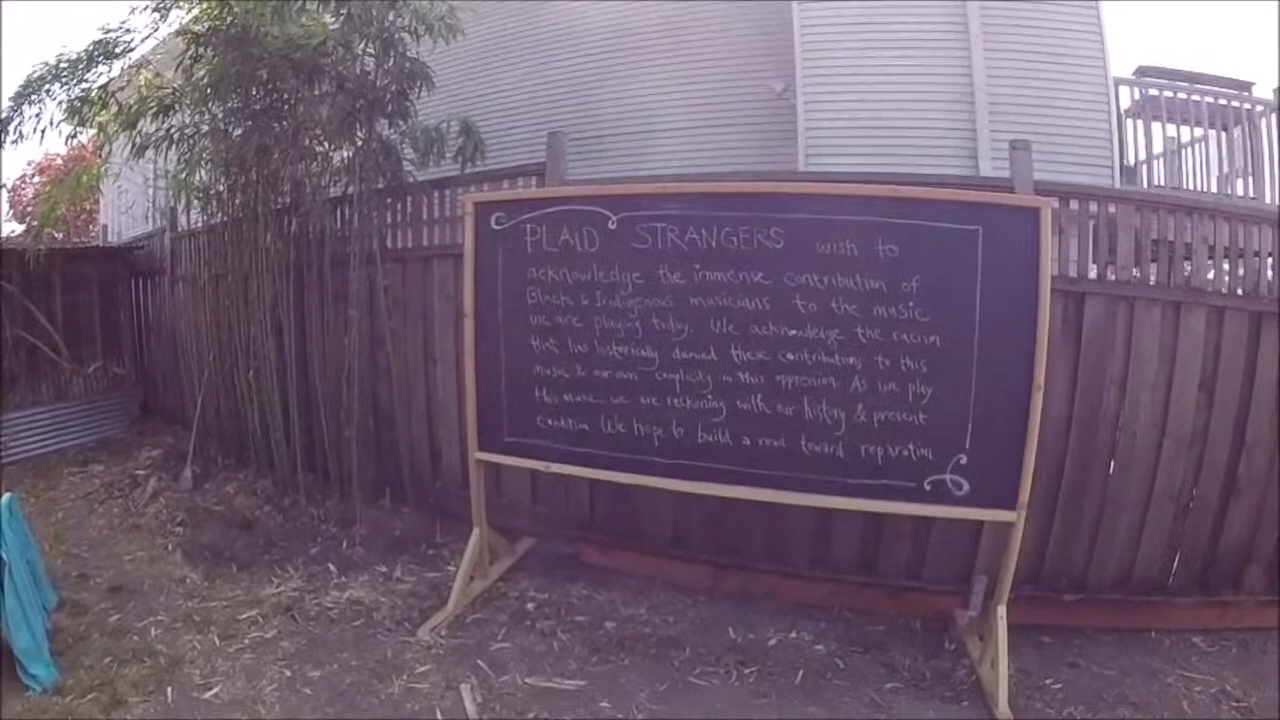 PLAID STRANGERS wish to
acknowledge the immense contribution of
Black & Indigenous musicians to the music
we are playing today. We acknowledge the racism
that has historically denied these contributions to this
music & our own complicity in this oppression. As we play
this music we are reckoning with our history & present
condition. We hope to build a road toward reparation